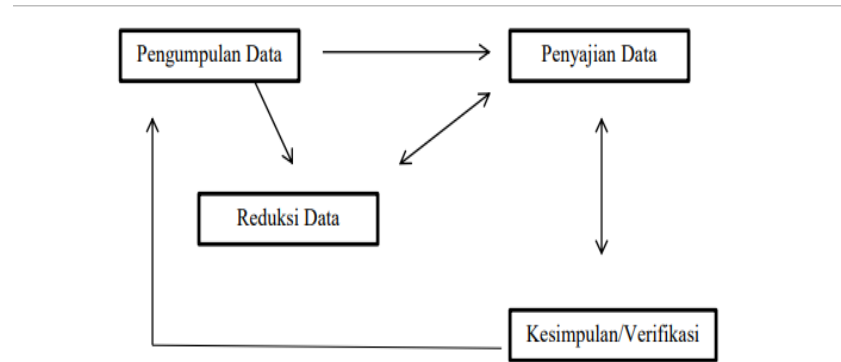 Pengumpulan Data
Penyajian Data
Reduksi Data
Kesimpulan/Verifikasi